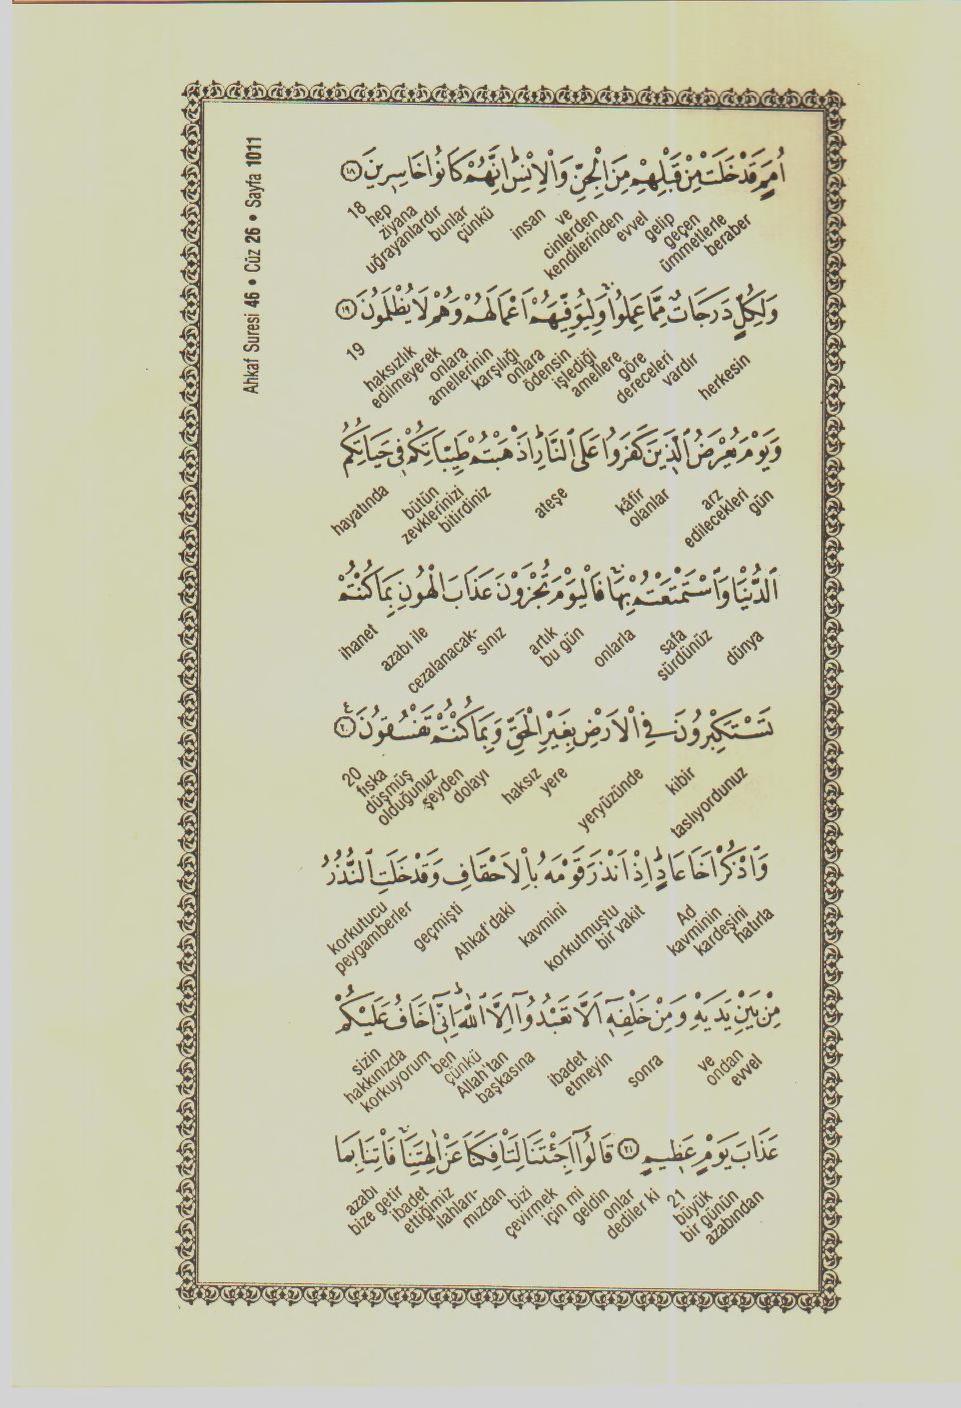 Ahkaf Suresi 46 • Cüz 26 • Sayfa 1011
اُمَمٍ قَدْ خَلَتْ مِنْ قَبْلِهِمْ مِنَ الْجِنِّ وَالْاِنْسِ اِنَّهُمْ كَانُوا خَاسِرٖينَ ﴿١٨﴾
beraber ümmetlerle geçen gelip evvel kendilerinden cinlerden ve insan çünkü bunlar uğrayanlardır ziyana hep 18
وَلِكُلٍّ دَرَجَاتٌ مِمَّا عَمِلُوا وَلِيُوَفِّيَهُمْ اَعْمَالَهُمْ وَهُمْ لَا يُظْلَمُونَ ﴿١٩﴾
herkesin vardır dereceleri göre amellere işlediği ödensin onlara karşılığı amellerinin onlara edilmeyerek haksızlık 19
وَيَوْمَ يُعْرَضُ الَّذٖينَ كَفَرُوا عَلَى النَّارِ اَذْهَبْتُمْ طَيِّبَاتِكُمْ فٖى حَيَاتِكُمُ
gün arz edilecekleri kâfir olanlar ateşe bitirdiniz zevklerinizi bütün hayatında
الدُّنْيَا وَاسْتَمْتَعْتُمْ بِهَا فَالْيَوْمَ تُجْزَوْنَ عَذَابَ الْهُونِ بِمَا كُنْتُمْ
dünya safa sürdünüz onlarla artık bu gün cezalanacak-sınız azabı ile ihanet
تَسْتَكْبِرُونَ فِى الْاَرْضِ بِغَيْرِ الْحَقِّ وَبِمَا كُنْتُمْ تَفْسُقُونَ ﴿٢٠﴾ ع
kibir taslıyordunuz yeryüzünde haksız yere dolayı şeyden olduğunuz düşmüş fıska 20
وَاذْكُرْ اَخَا عَادٍ اِذْ اَنْذَرَ قَوْمَهُ بِالْاَحْقَافِ وَقَدْ خَلَتِ النُّذُرُ
hatırla kardeşini kavminin Ad bir vakit korkutmuştu kavmini Ahkaf'daki geçmişti korkutucu peygamberler
مِنْ بَيْنِ يَدَيْهِ وَمِنْ خَلْفِهٖ اَلَّا تَعْبُدُوا اِلَّا اللّٰهَ اِنّٖى اَخَافُ عَلَيْكُمْ
evvel ondan ve sonra ibadet etmeyin başkasına Allah'tan çünkü ben korkuyorum hakkınızda sizin
عَذَابَ يَوْمٍ عَظٖيمٍ ﴿٢١﴾ قَالُوا اَجِئْتَنَا لِتَاْفِكَنَا عَنْ اٰلِهَتِنَا فَاْتِنَا بِمَا
azabından bir günün büyük 21 dediler ki onlar geldin için mi çevirmek bizi ilahları-mızdan ettiğimiz ibadet bize getir azabı